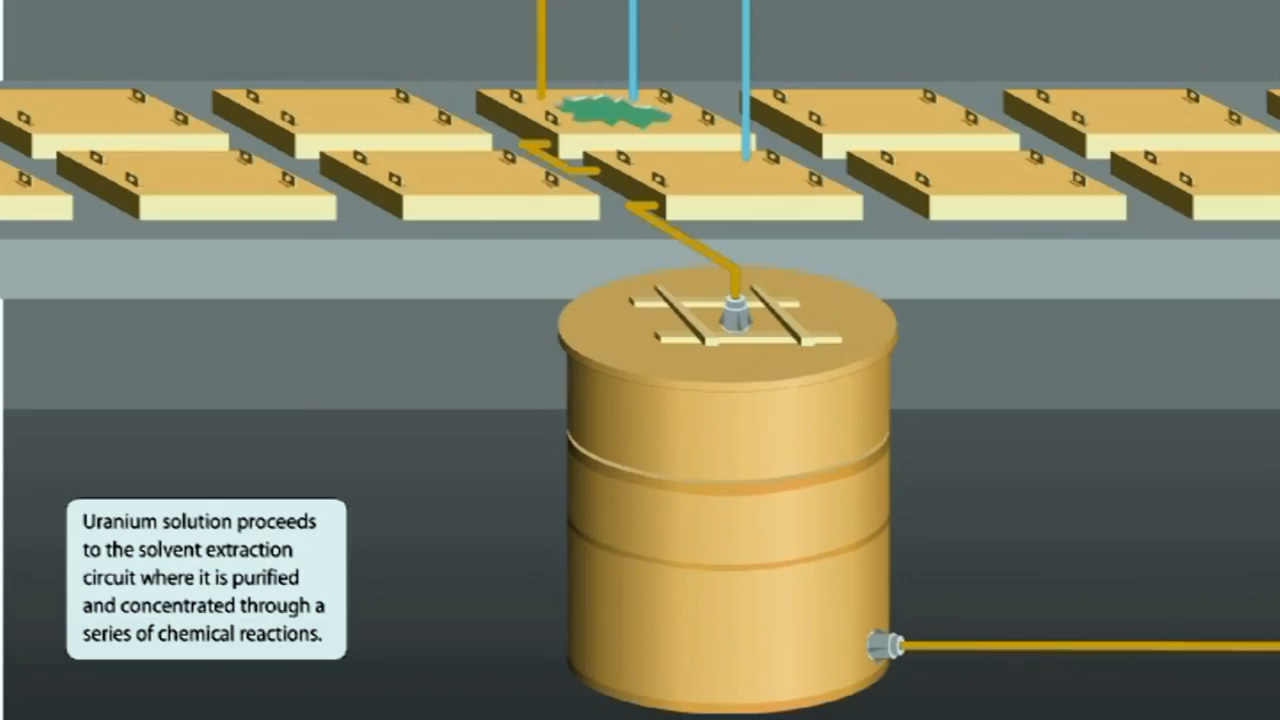 Uranium solution proceeds
to the solvent extraction
circuit where it is purified
and concentrated through a
series of chemical reactions.